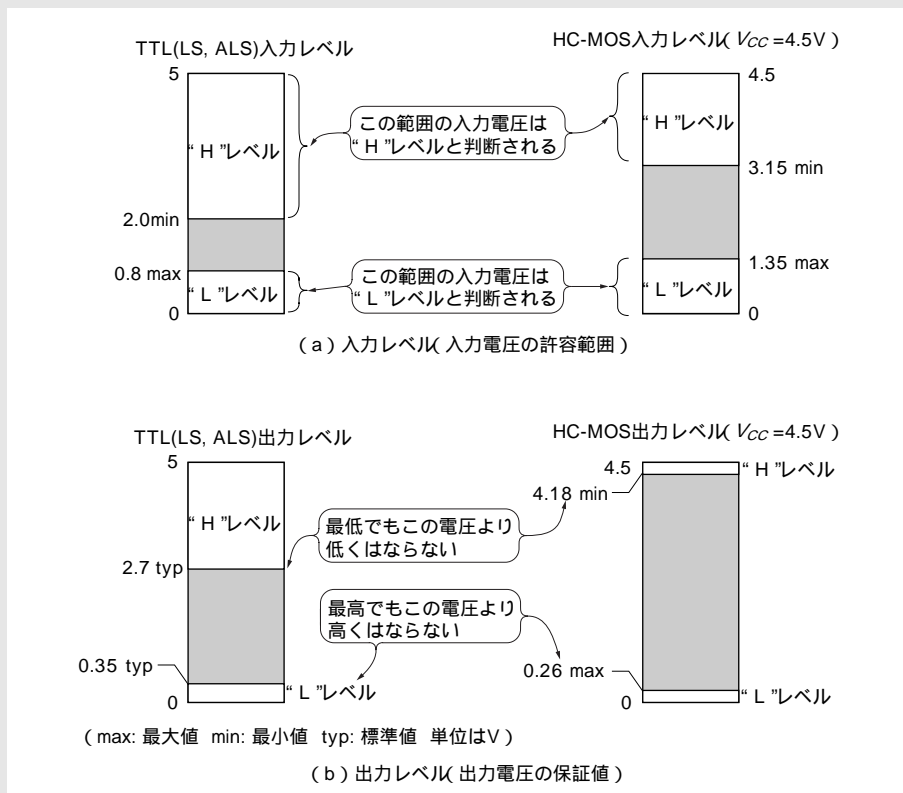 TTL(LS, ALS)入力レベル
HC-MOS入力レベル(VCC=4.5V)
5
4.5
この範囲の入力電圧は
“H”レベルと判断される
“H”レベル
“H”レベル
3.15 min
2.0min
0.8 max
1.35 max
この範囲の入力電圧は
“L”レベルと判断される
“L”レベル
“L”レベル
0
0
(a)入力レベル(入力電圧の許容範囲)
TTL(LS, ALS)出力レベル
HC-MOS出力レベル(VCC=4.5V)
5
4.5
“H”レベル
4.18 min
“H”レベル
最低でもこの電圧より
低くはならない
2.7 typ
最高でもこの電圧より
高くはならない
0.35 typ
0.26 max
“L”レベル
“L”レベル
0
0
(max: 最大値 min: 最小値 typ: 標準値 単位はV)
(b)出力レベル(出力電圧の保証値)